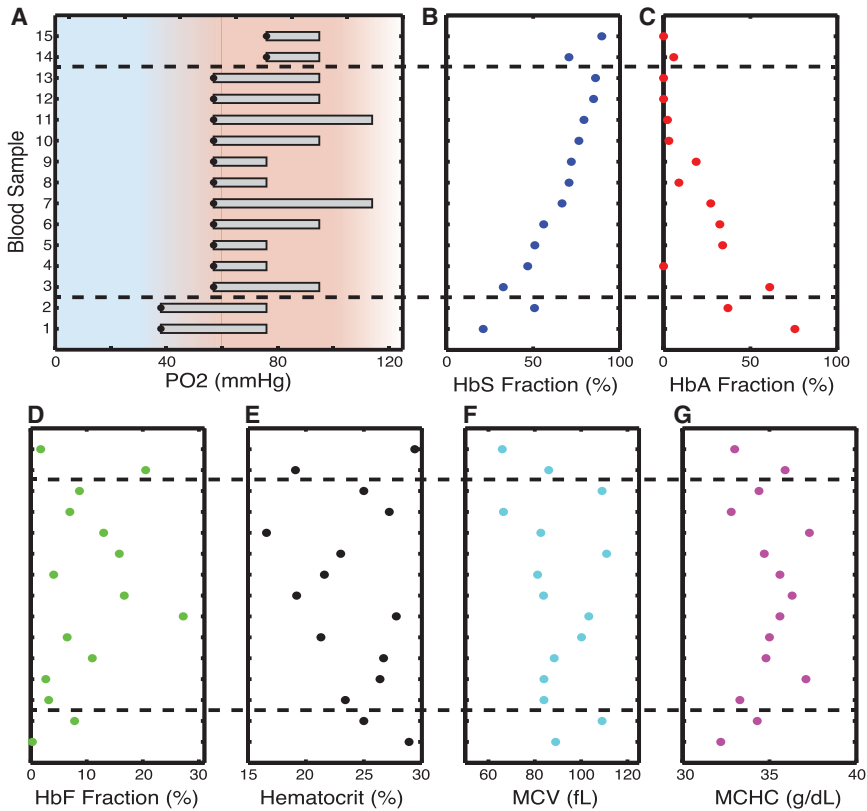 A
B
C
Blood Sample
15
14
13
12
11
10
9
8
7
6
5
4
3
2
1
0 40 80 120
PO2 (mmHg)
0 50 100
HbS Fraction (%)
0 50 100
HbA Fraction (%)
D
E
F
G
0 10 20 30
HbF Fraction (%)
15 20 25 30
Hematocrit (%)
60 80 100 120
MCV (fL)
30 35 40
MCHC (g/dL)